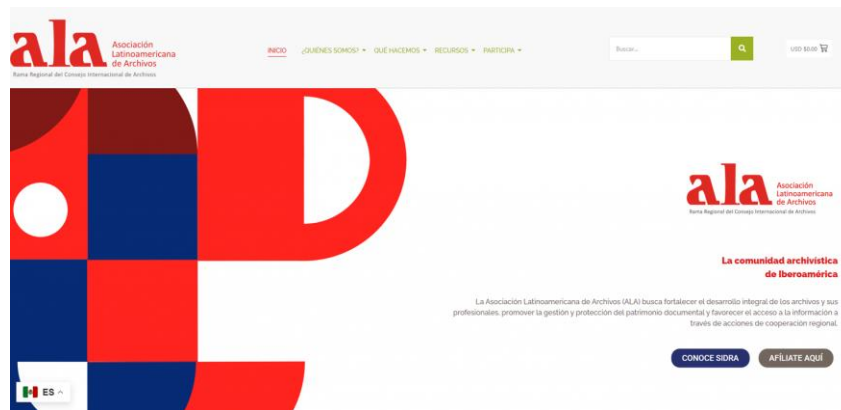 ala
Asociación
Latinoamericana
de Archivos
Rama Regional del Consejo Internacional de Archivos
INICIO ¿QUIÉNES SOMOS? QUÉ HACEMOS RECURSOS PARTICIPA
Buscar...
USD $0.00
ala
Asociación
Latinoamericana
de Archivos
Rama Regional del Consejo Internacional de Archivos
La comunidad archivística
de Iberoamérica
La Asociación Latinoamericana de Archivos (ALA) busca fortalecer el desarrollo integral de los archivos y sus
profesionales, promover la gestión y protección del patrimonio documental y favorecer el acceso a la información a
través de acciones de cooperación regional.
CONOCE SIDRA AFÍLIATE AQUÍ
ES